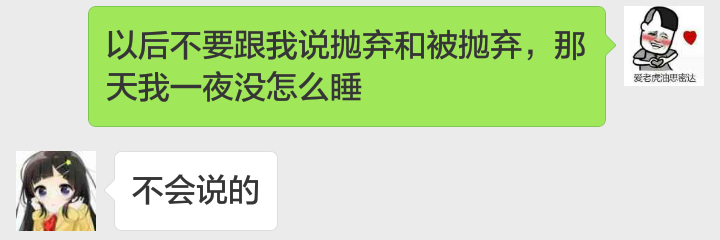 以后不要跟我说抛弃和被抛弃，那
天我一夜没怎么睡
爱老虎油思密达
不会说的